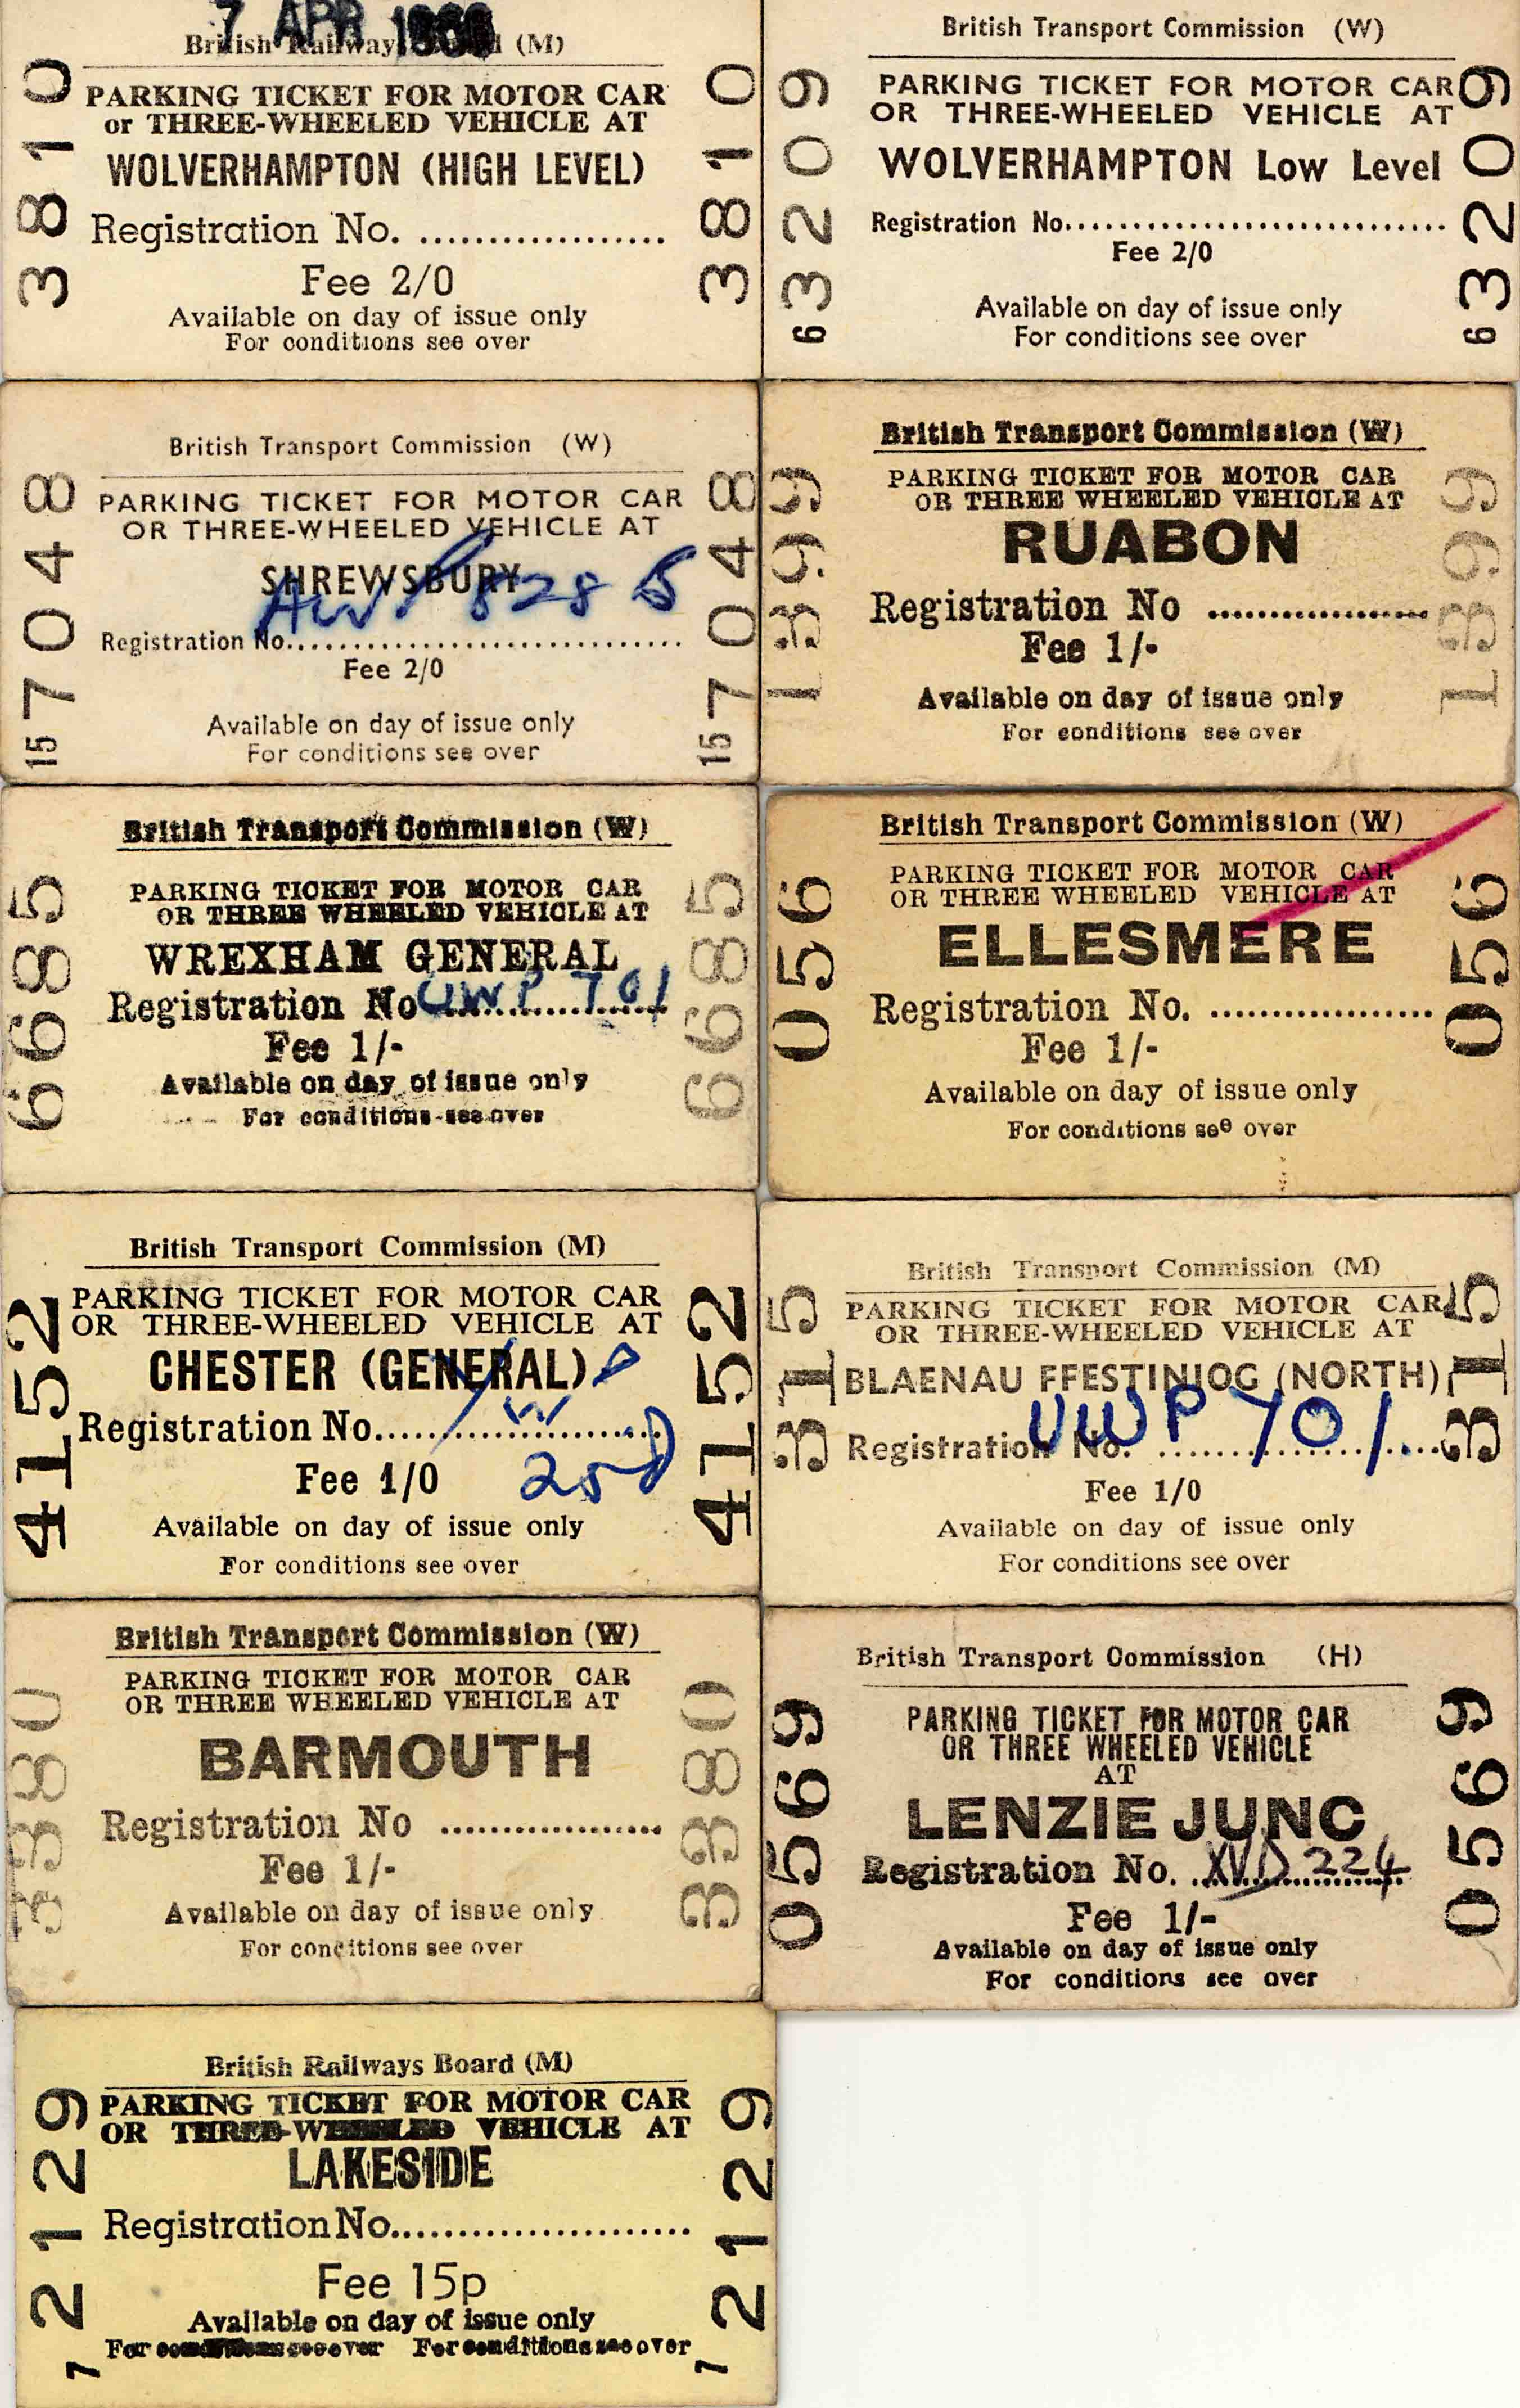 7 APR
British Railways (M)
PARKING TICKET FOR MOTOR CAR
or THREE-WHEELED VEHICLE AT
WOLVERHAMPTON (HIGH LEVEL)
Registration No. ...................
Fee 2/0
Available on day of issue only
For conditions see over
3810
3810
British Transport Commission (W)
PARKING TICKET FOR MOTOR CAR
OR THREE-WHEELED VEHICLE AT
WOLVERHAMPTON Low Level
Registration No..............................
Fee 2/0
Available on day of issue only
For conditions see over
63209
63209
British Transport Commission (W)
PARKING TICKET FOR MOTOR CAR
OR THREE-WHEELED VEHICLE AT
SHREWSBURY
Registration No..............................
Fee 2/0
Available on day of issue only
For conditions see over
157048
157048
British Transport Commission (W)
PARKING TICKET FOR MOTOR CAR
OR THREE WHEELED VEHICLE AT
RUABON
Registration No ..................
Fee 1/-
Available on day of issue only
For conditions see over
1399
1399
British Transport Commission (W)
PARKING TICKET FOR MOTOR CAR
OR THREE WHEELED VEHICLE AT
WREXHAM GENERAL
Registration No UWP 701
Fee 1/-
Available on day of issue only
For conditions see over
6685
6685
British Transport Commission (W)
PARKING TICKET FOR MOTOR CAR
OR THREE WHEELED VEHICLE AT
ELLESMERE
Registration No. ..................
Fee 1/-
Available on day of issue only
For conditions see over
0556
0556
British Transport Commission (M)
PARKING TICKET FOR MOTOR CAR
OR THREE-WHEELED VEHICLE AT
CHESTER (GENERAL)
Registration No......................
Fee 1/0
Available on day of issue only
For conditions see over
4152
4152
British Transport Commission (M)
PARKING TICKET FOR MOTOR CAR
OR THREE-WHEELED VEHICLE AT
BLAENAU FFESTINIOG (NORTH)
Registration No. UWP 701
Fee 1/0
Available on day of issue only
For conditions see over
315
315
British Transport Commission (W)
PARKING TICKET FOR MOTOR CAR
OR THREE WHEELED VEHICLE AT
BARMOUTH
Registration No ..................
Fee 1/-
Available on day of issue only
For conditions see over
3380
3380
British Transport Commission (H)
PARKING TICKET FOR MOTOR CAR
OR THREE WHEELED VEHICLE
AT
LENZIE JUNC
Registration No. XVD 224
Fee 1/-
Available on day of issue only
For conditions see over
0569
0569
British Railways Board (M)
PARKING TICKET FOR MOTOR CAR
OR THREE-WHEELED VEHICLE AT
LAKESIDE
Registration No.......................
Fee 15p
Available on day of issue only
For conditions see over For conditions see over
72129
72129